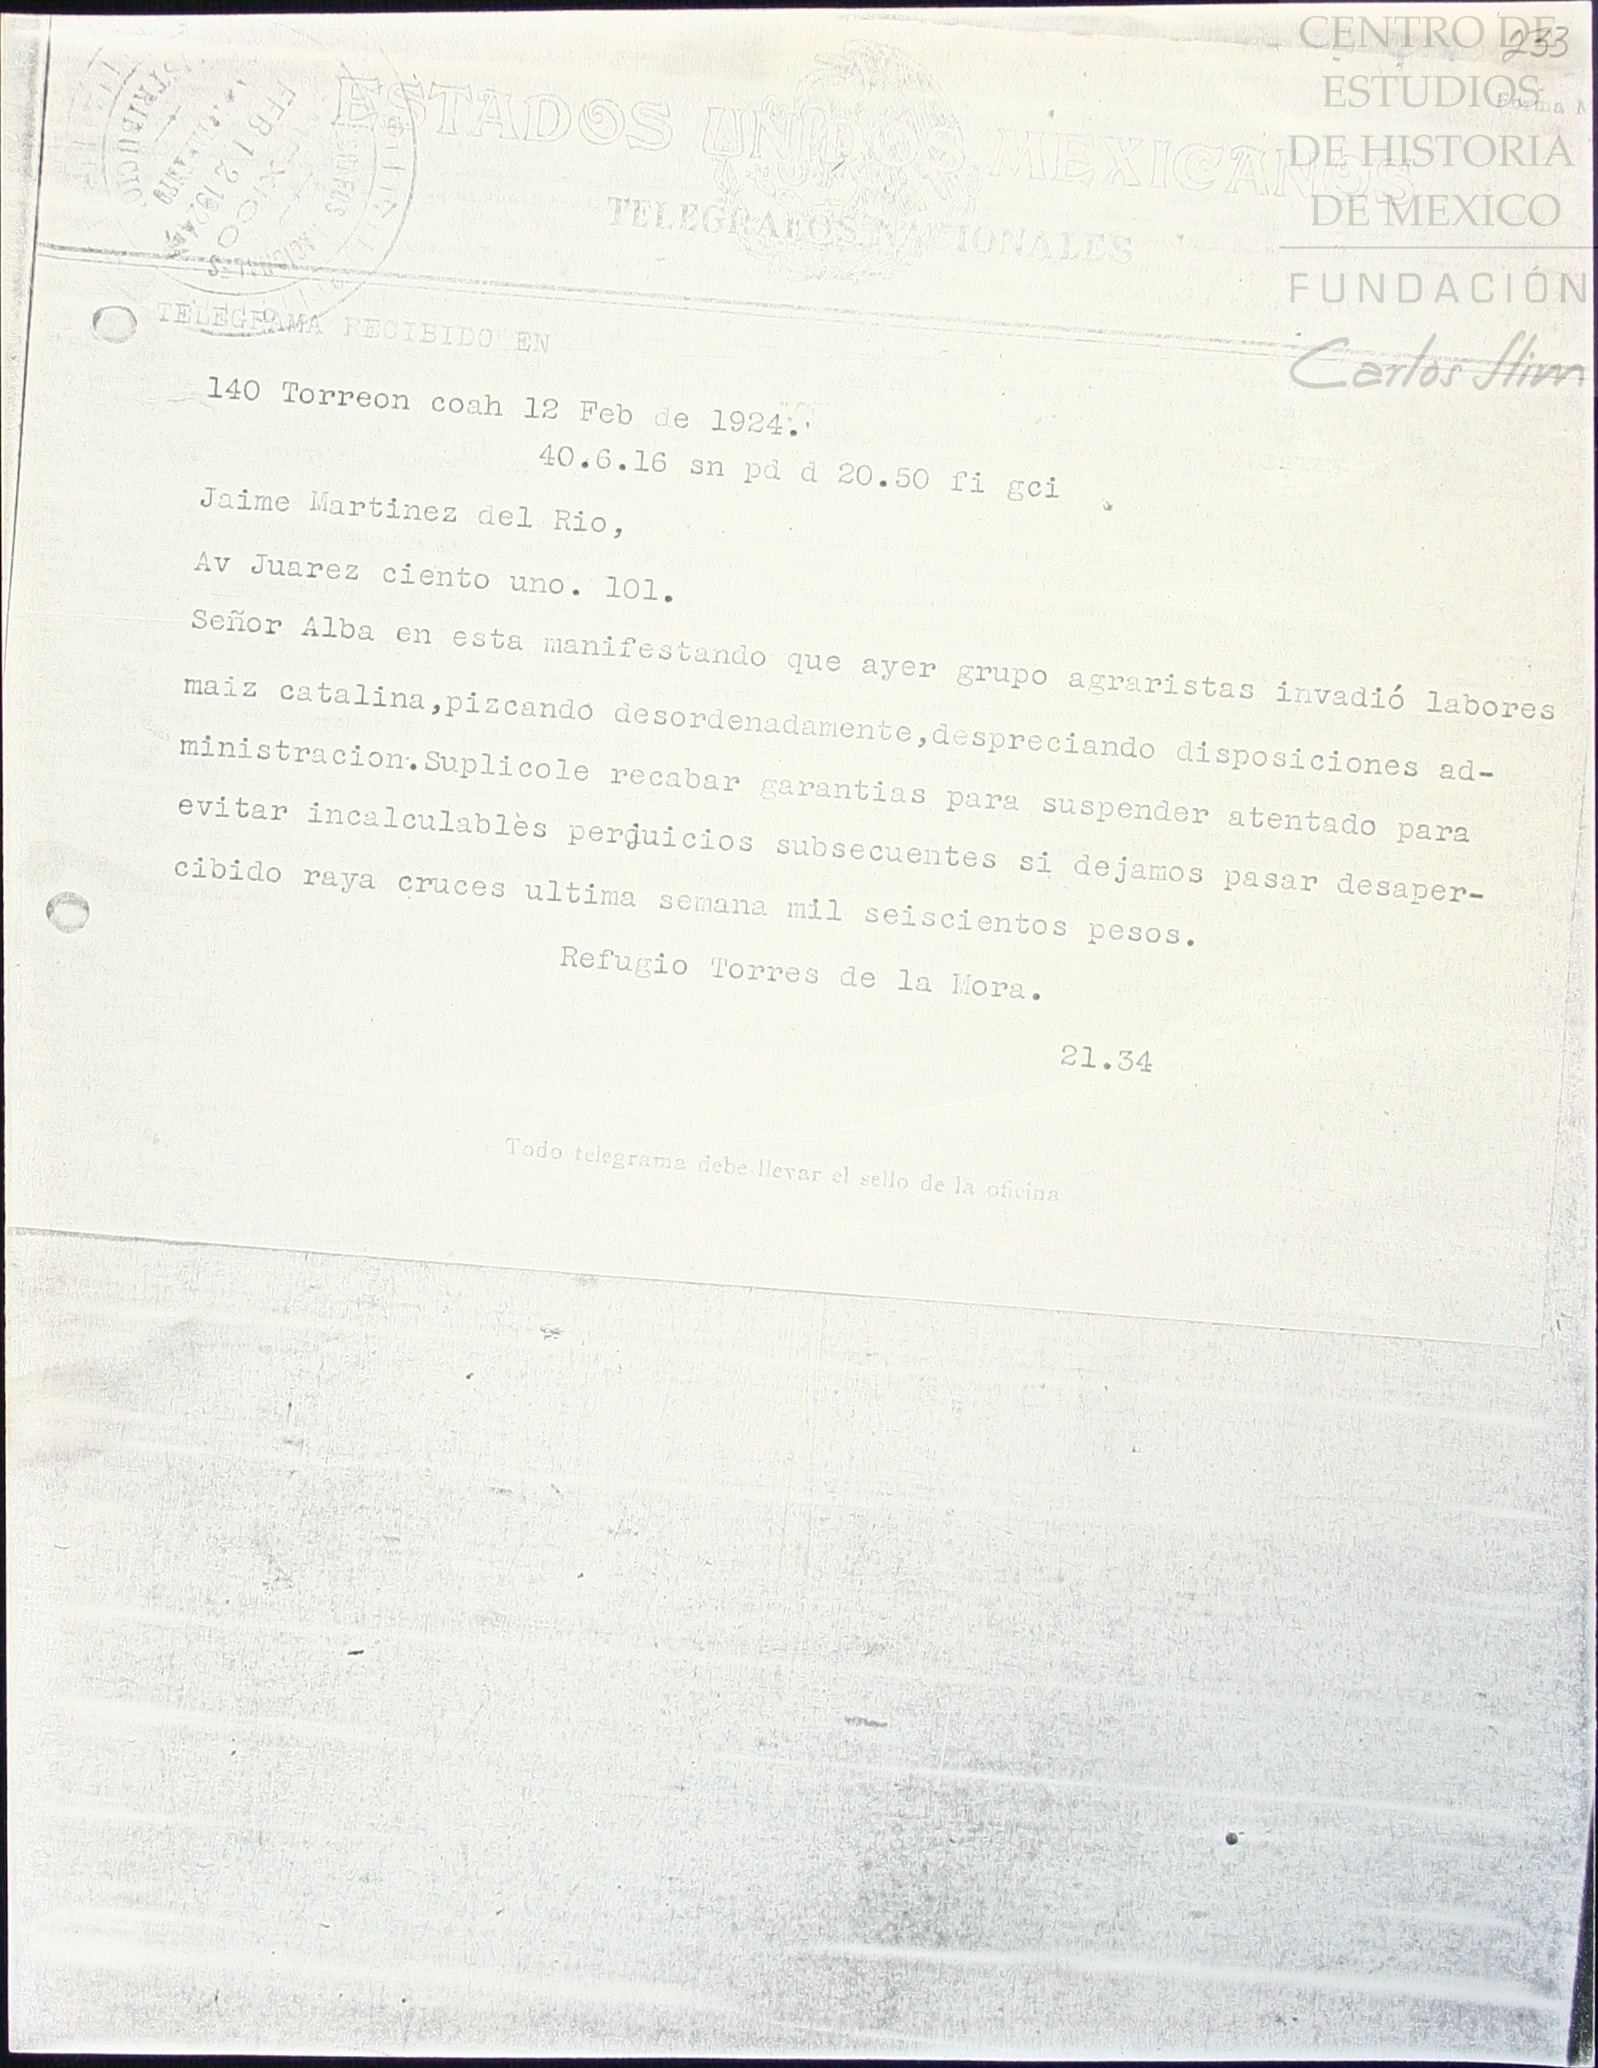 CENTRO DE
ESTUDIOS
DE HISTORIA
DE MEXICO
FUNDACIÓN
Carlos Slim
233
Forma
ESTADOS UNIDOS MEXICANOS
TELEGRAFOS NACIONALES
FEB 12 1924
MEXICO
TELEGRAMA RECIBIDO EN
140 Torreon coah 12 Feb de 1924.
40.6.16 sn pd d 20.50 fi gci
Jaime Martinez del Rio,
Av Juarez ciento uno. 101.
Señor Alba en esta manifestando que ayer grupo agraristas invadió labores
maiz catalina,pizcando desordenadamente,despreciando disposiciones ad-
ministracion.Suplicole recabar garantias para suspender atentado para
evitar incalculables perjuicios subsecuentes si dejamos pasar desaper-
cibido raya cruces ultima semana mil seiscientos pesos.
Refugio Torres de la Mora.
21.34
Todo telegrama debe llevar el sello de la oficina